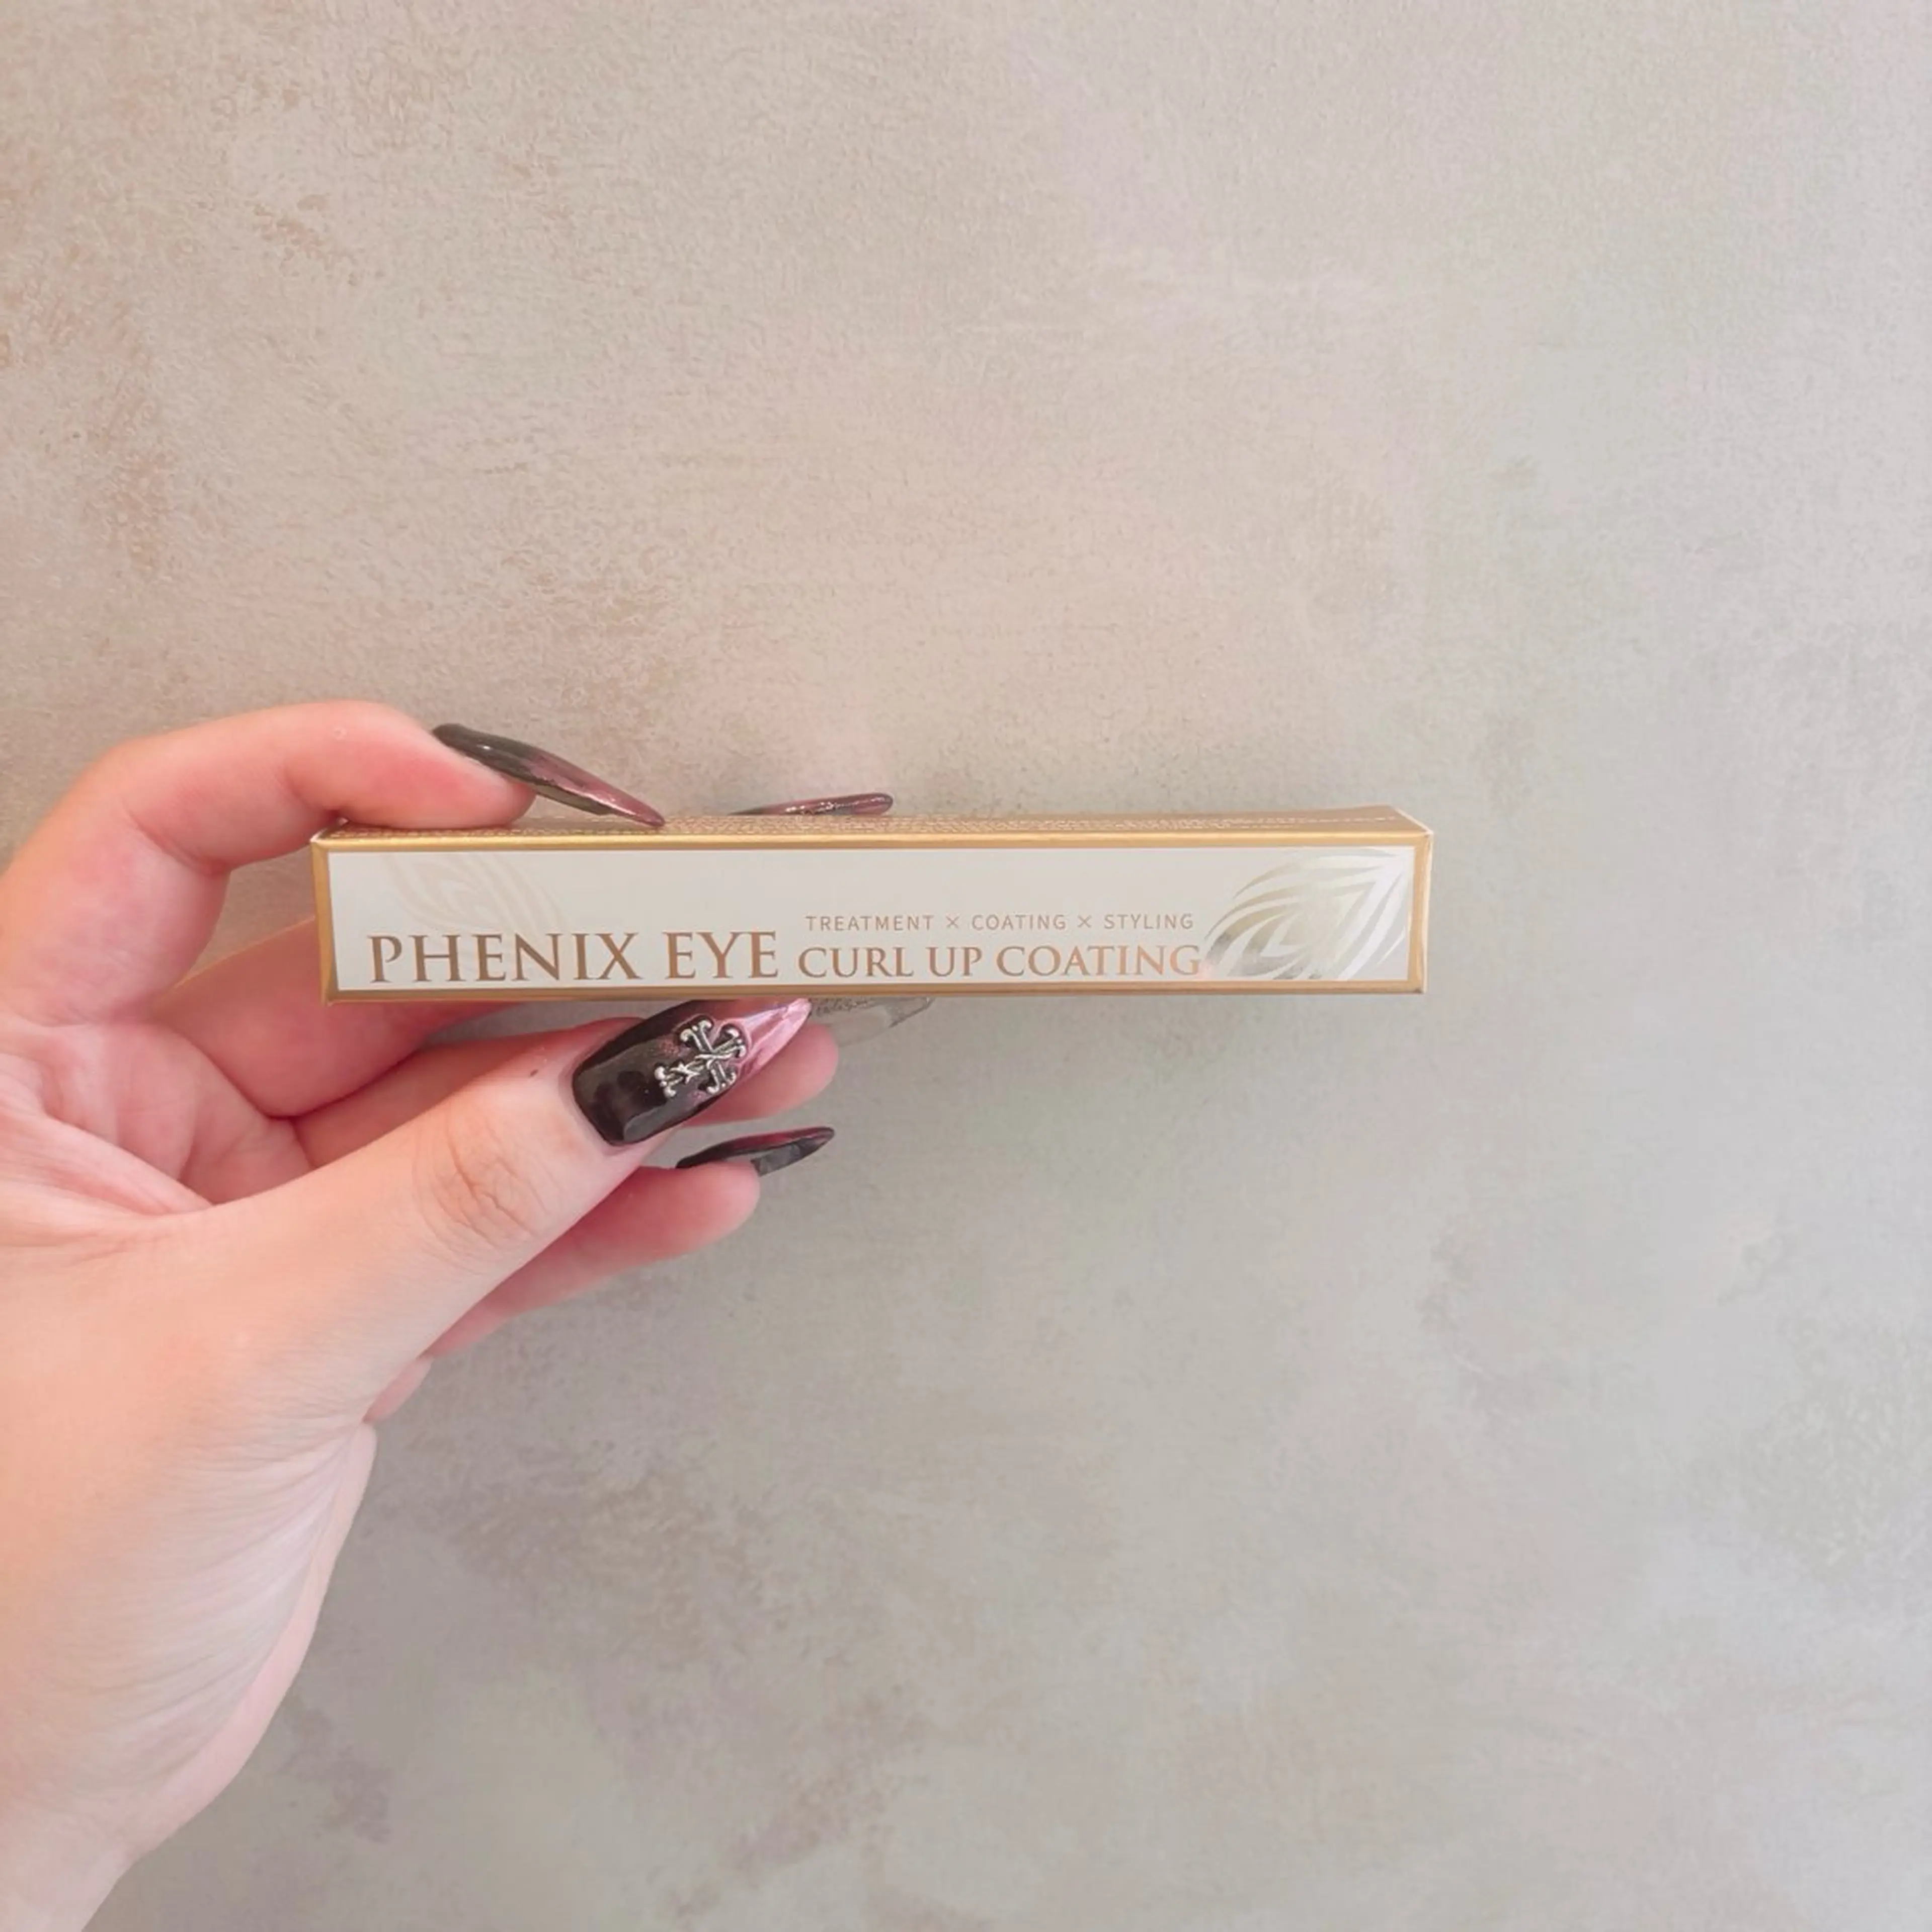 TREATMENT × COATING × STYLING
PHENIX EYE CURL UP COATING